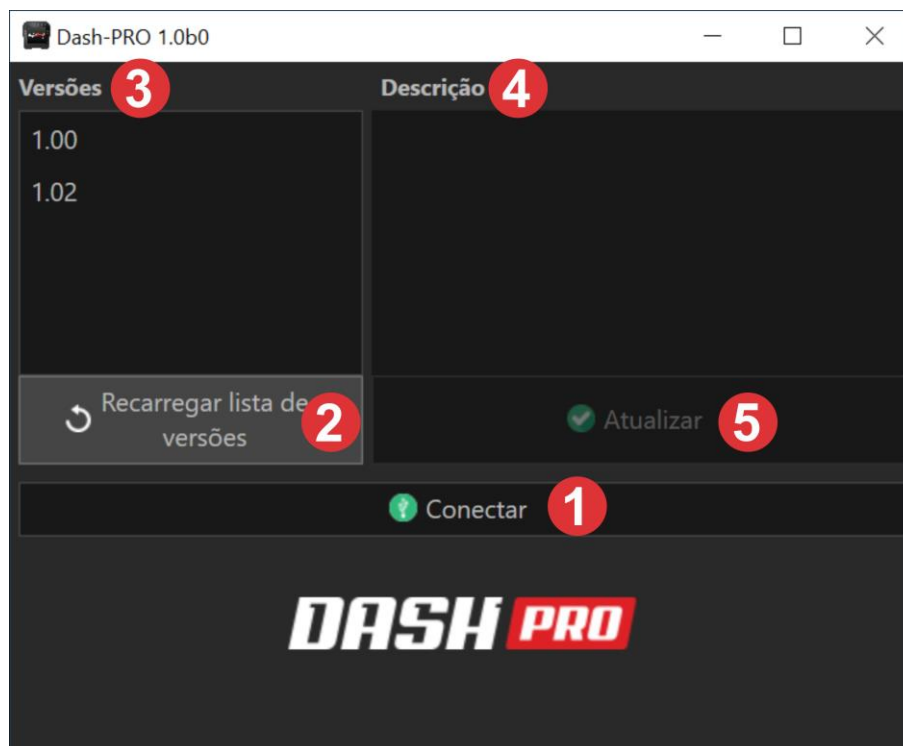 Dash-PRO 1.0b0
Versões 3
Descrição 4
1.00
1.02
Recarregar lista de
versões
2
Atualizar 5
Conectar 1
DASH PRO